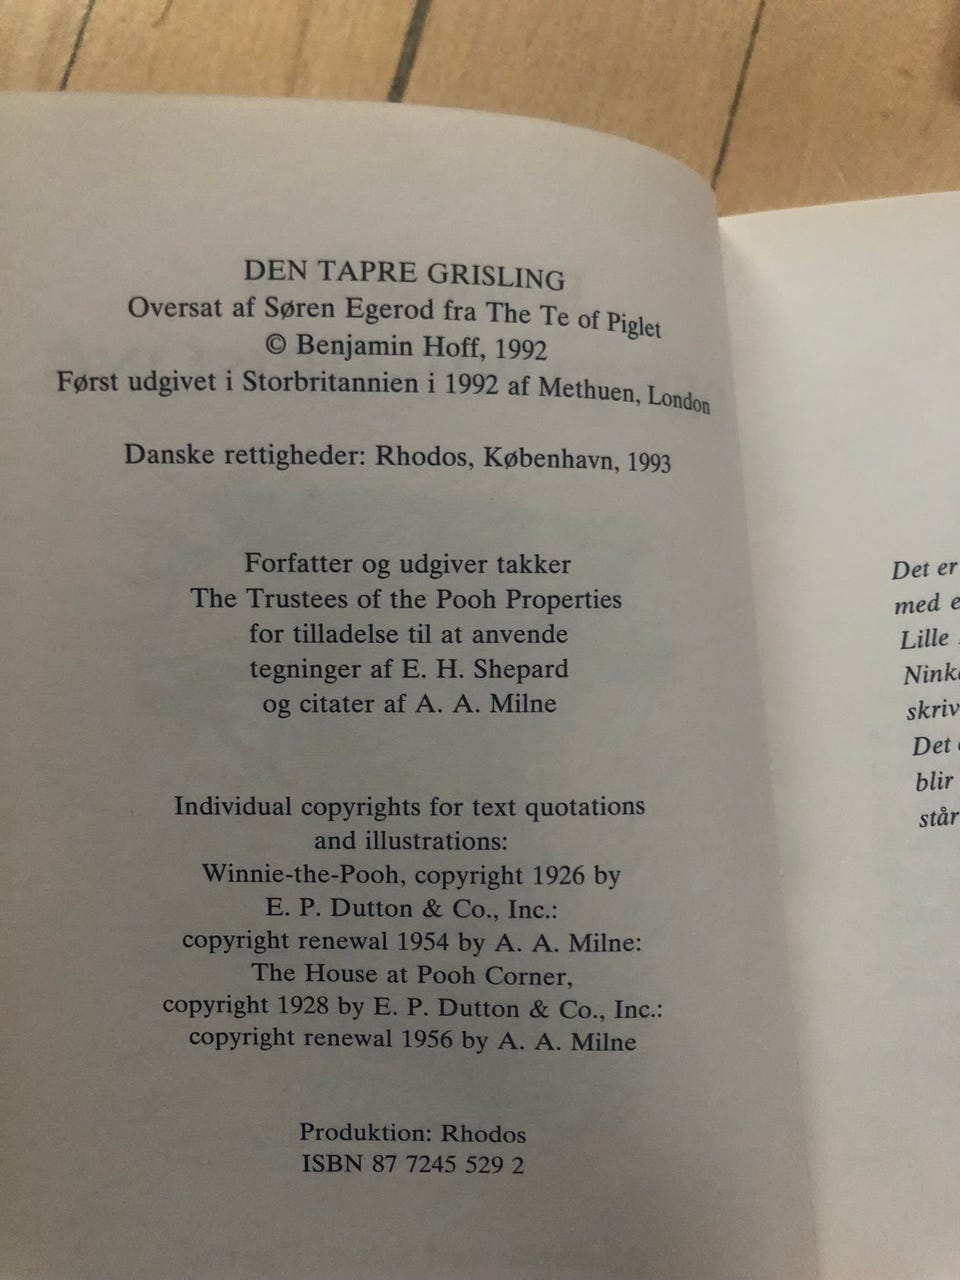 DEN TAPRE GRISLING
Oversat af Søren Egerod fra The Te of Piglet
© Benjamin Hoff, 1992
Først udgivet i Storbritannien i 1992 af Methuen, London
Danske rettigheder: Rhodos, København, 1993
Forfatter og udgiver takker
The Trustees of the Pooh Properties
for tilladelse til at anvende
tegninger af E. H. Shepard
og citater af A. A. Milne
Individual copyrights for text quotations
and illustrations:
Winnie-the-Pooh, copyright 1926 by
E. P. Dutton & Co., Inc.:
copyright renewal 1954 by A. A. Milne:
The House at Pooh Corner,
copyright 1928 by E. P. Dutton & Co., Inc.:
copyright renewal 1956 by A. A. Milne
Produktion: Rhodos
ISBN 87 7245 529 2
Det er
med
Lille
Det
blir
står